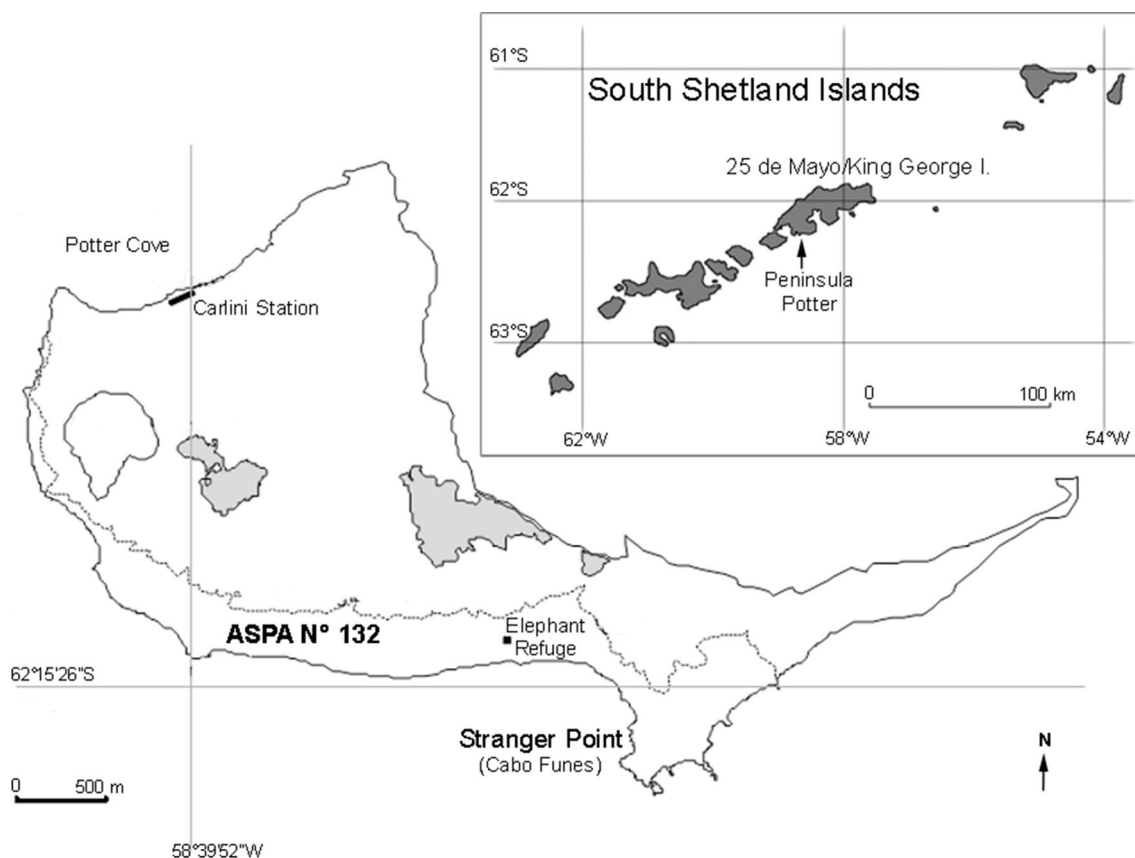 61°S
South Shetland Islands
25 de Mayo/King George I.
62°S
Peninsula
Potter
63°S
0
100 km
62°W
58°W
54°W
Potter Cove
Carlini Station
ASPA N° 132
Elephant
Refuge
62°15'26"S
Stranger Point
(Cabo Funes)
N
0
500 m
58°39'52"W